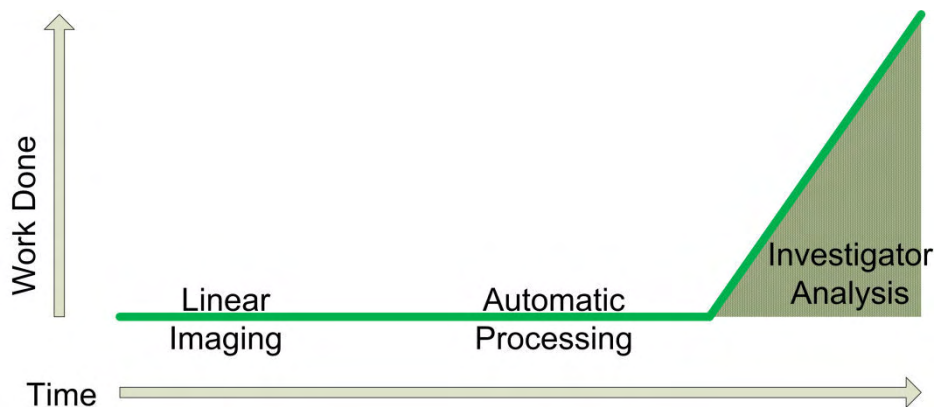 Work Done
Linear
Imaging
Automatic
Processing
Investigator
Analysis
Time